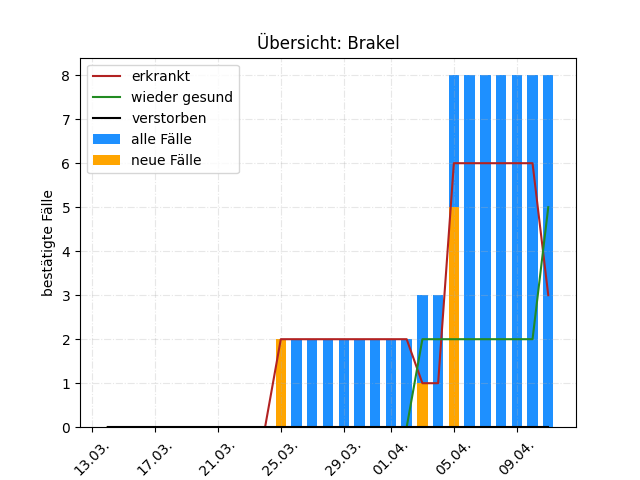 Übersicht: Brakel
erkrankt
wieder gesund
verstorben
alle Fälle
neue Fälle
bestätigte Fälle
8
7
6
5
4
3
2
1
0
13.03.
17.03.
21.03.
25.03.
29.03.
01.04.
05.04.
09.04.